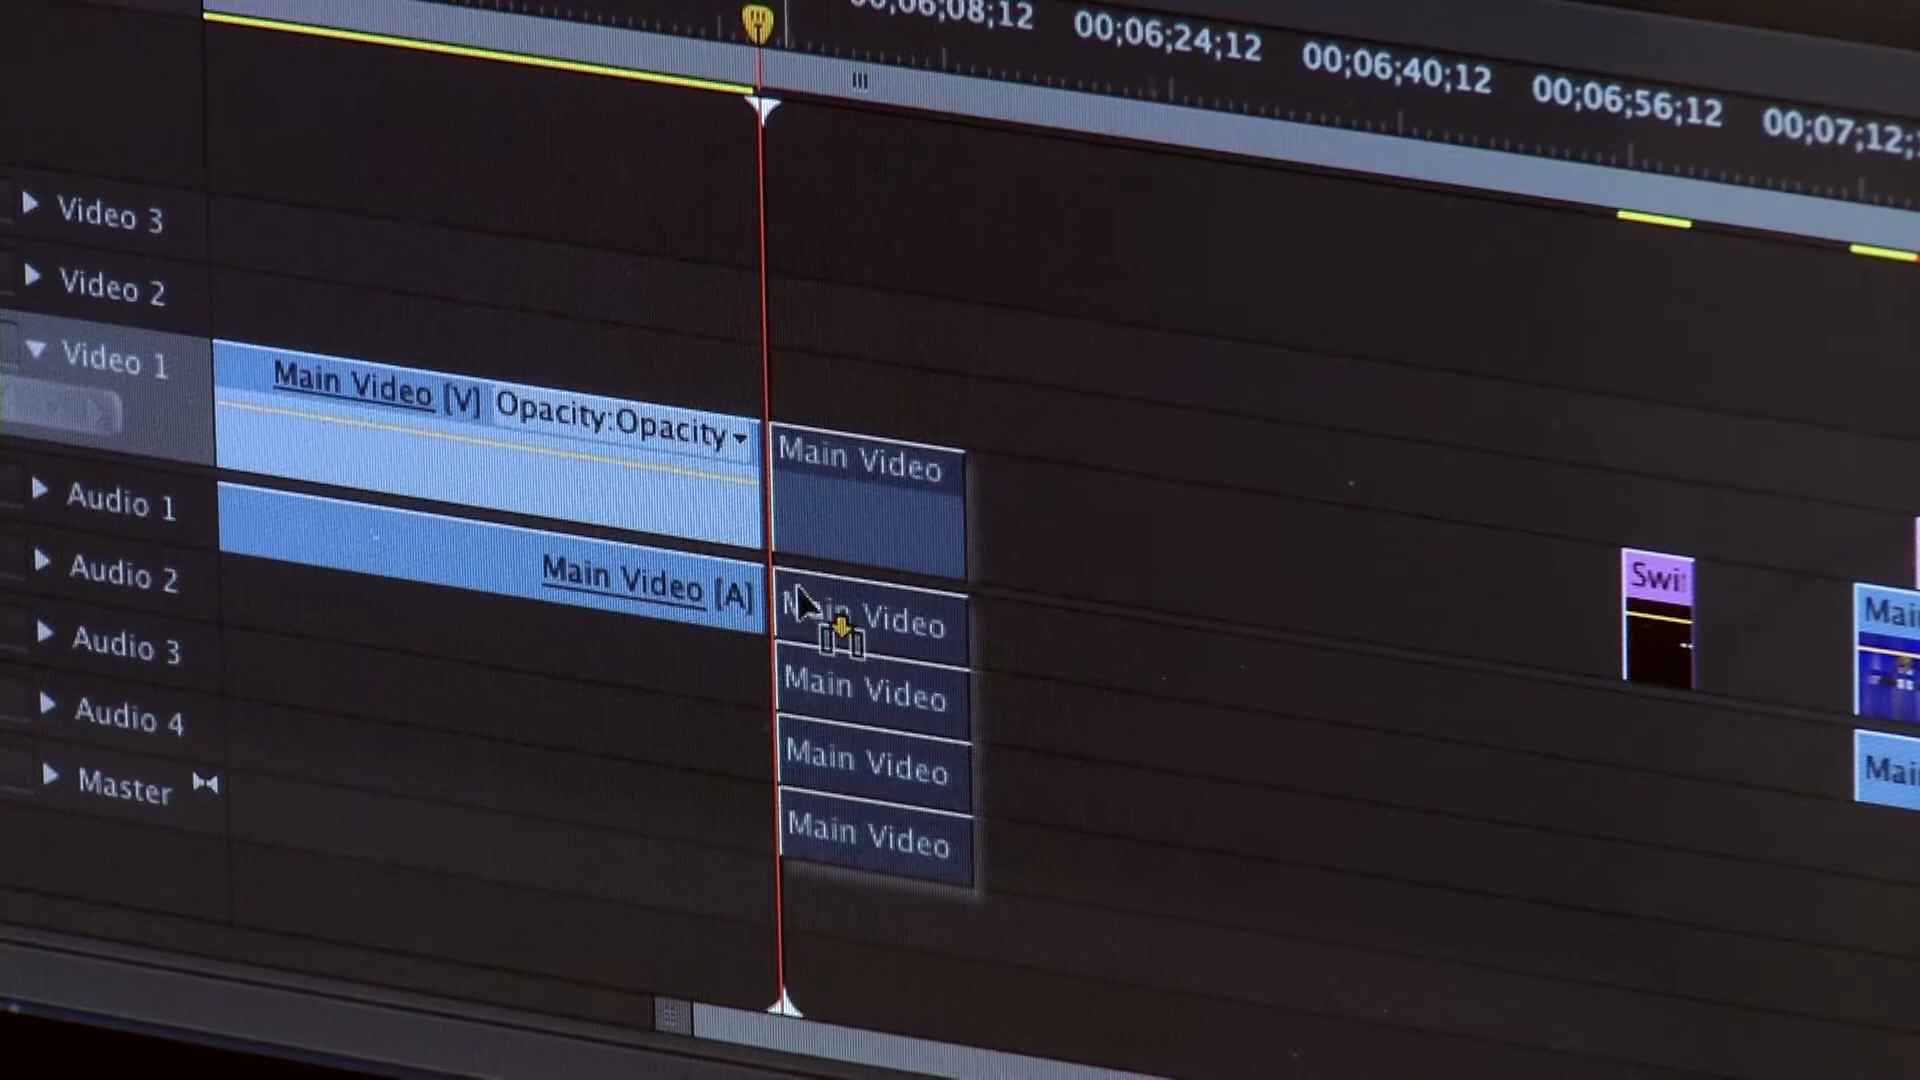 00;06;08;12 00;06;24;12 00;06;40;12 00;06;56;12 00;07;12;
Video 3
Video 2
Video 1
Main Video [V] Opacity:Opacity
Main Video
Audio 1
Main Video [A]
Main Video
Swi
Mai
Audio 2
Main Video
Audio 3
Main Video
Mai
Audio 4
Main Video
Master